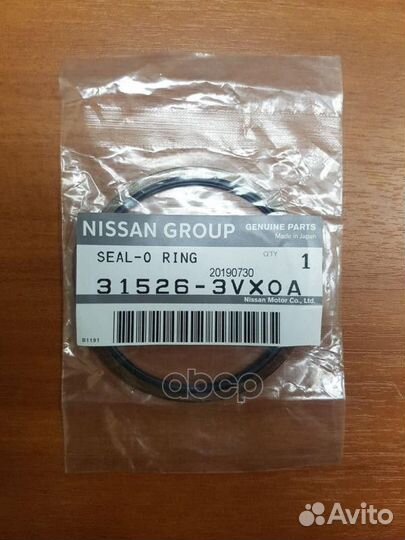 NISSAN GROUP
GENUINE PARTS
Made in Japan
SEAL-O RING
QTY
1
20190730
31526-3VX0A
Nissan Motor Co., Ltd.
B1191
abcp
Avito